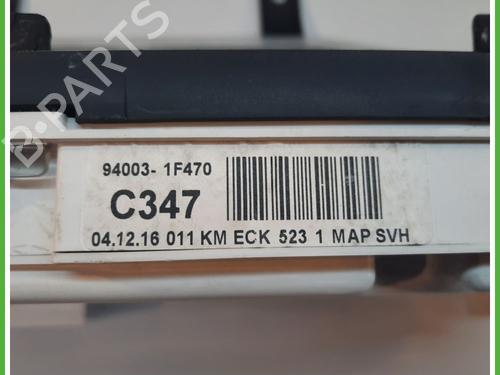 B-PARTS
94003- 1F470
C347
04.12.16 011 KM ECK 523 1 MAP SVH